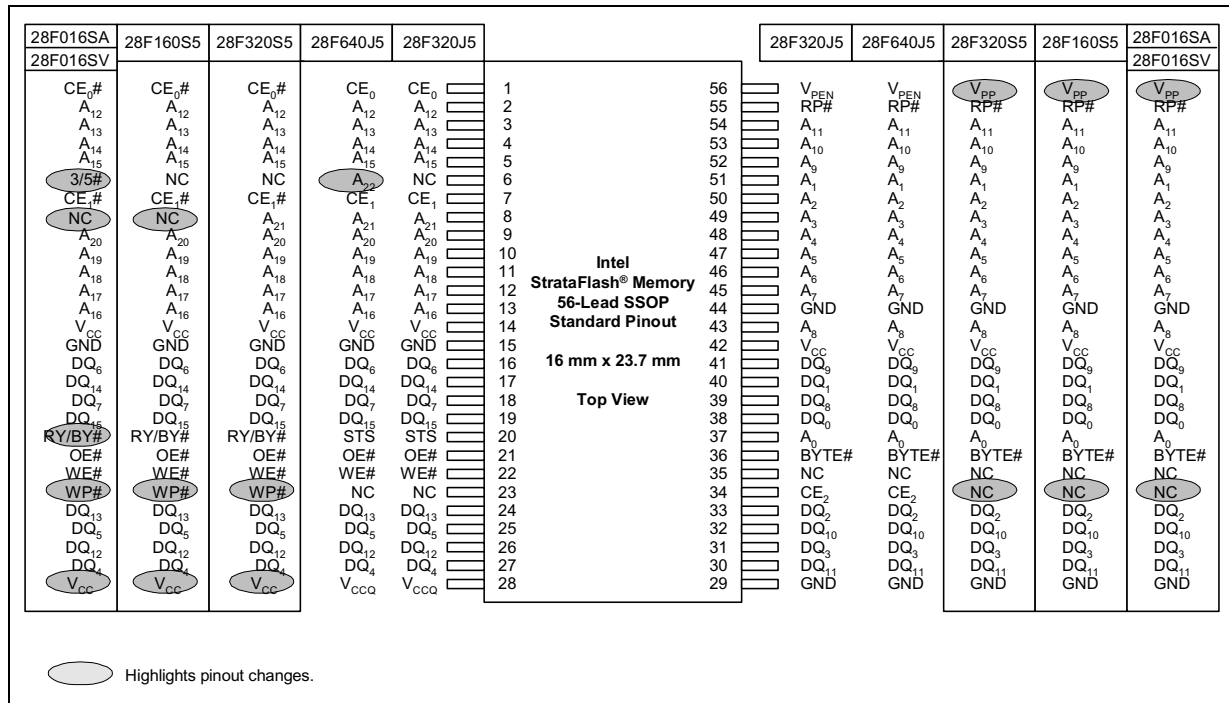 28F016SA 28F160S5 28F320S5 28F640J5 28F320J5 28F320J5 28F640J5 28F320S5 28F160S5 28F016SA
28F016SV 28F016SV
CE0# CE0# CE0# CE0 CE0 1 56 VPEN VPEN VPP VPP VPP
A12 A12 A12 A12 A12 2 55 RP# RP# RP# RP# RP#
A13 A13 A13 A13 A13 3 54 A11 A11 A11 A11 A11
A14 A14 A14 A14 A14 4 53 A10 A10 A10 A10 A10
A15 A15 A15 A15 A15 5 52 A9 A9 A9 A9 A9
3/5# NC NC A22 NC 6 51 A1 A1 A1 A1 A1
CE1# CE1# CE1# CE1 CE1 7 50 A2 A2 A2 A2 A2
NC NC A21 A21 A21 8 49 A3 A3 A3 A3 A3
A20 A20 A20 A20 A20 9 48 A4 A4 A4 A4 A4
A19 A19 A19 A19 A19 10 47 A5 A5 A5 A5 A5
A18 A18 A18 A18 A18 11 46 A6 A6 A6 A6 A6
A17 A17 A17 A17 A17 12 45 A7 A7 A7 A7 A7
A16 A16 A16 A16 A16 13 44 GND GND GND GND GND
VCC VCC VCC VCC VCC 14 43 A8 A8 A8 A8 A8
GND GND GND GND GND 15 42 VCC VCC VCC VCC VCC
DQ6 DQ6 DQ6 DQ6 DQ6 16 41 DQ9 DQ9 DQ9 DQ9 DQ9
DQ14 DQ14 DQ14 DQ14 DQ14 17 40 DQ1 DQ1 DQ1 DQ1 DQ1
DQ7 DQ7 DQ7 DQ7 DQ7 18 39 DQ8 DQ8 DQ8 DQ8 DQ8
DQ15 DQ15 DQ15 DQ15 DQ15 19 38 DQ0 DQ0 DQ0 DQ0 DQ0
RY/BY# RY/BY# RY/BY# STS STS 20 37 A0 A0 A0 A0 A0
OE# OE# OE# OE# OE# 21 36 BYTE# BYTE# BYTE# BYTE# BYTE#
WE# WE# WE# WE# WE# 22 35 NC NC NC NC NC
WP# WP# WP# NC NC 23 34 CE2 CE2 NC NC NC
DQ13 DQ13 DQ13 DQ13 DQ13 24 33 DQ2 DQ2 DQ2 DQ2 DQ2
DQ5 DQ5 DQ5 DQ5 DQ5 25 32 DQ10 DQ10 DQ10 DQ10 DQ10
DQ12 DQ12 DQ12 DQ12 DQ12 26 31 DQ3 DQ3 DQ3 DQ3 DQ3
DQ4 DQ4 DQ4 DQ4 DQ4 27 30 DQ11 DQ11 DQ11 DQ11 DQ11
VCC VCC VCC VCCQ VCCQ 28 29 GND GND GND GND GND
Intel
StrataFlash® Memory
56-Lead SSOP
Standard Pinout
16 mm x 23.7 mm
Top View
Highlights pinout changes.